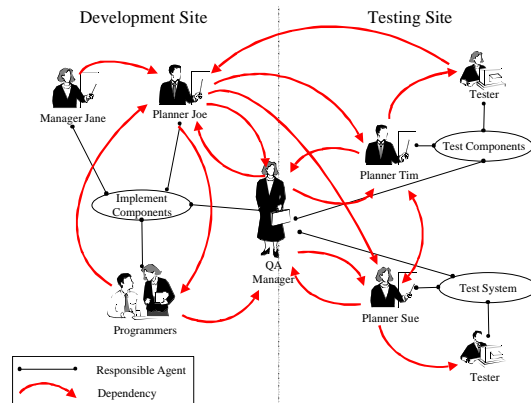 Development Site
Testing Site
Manager Jane
Planner Joe
Tester
Planner Tim
Test Components
Implement
Components
QA
Manager
Programmers
Planner Sue
Test System
Tester
Responsible Agent
Dependency